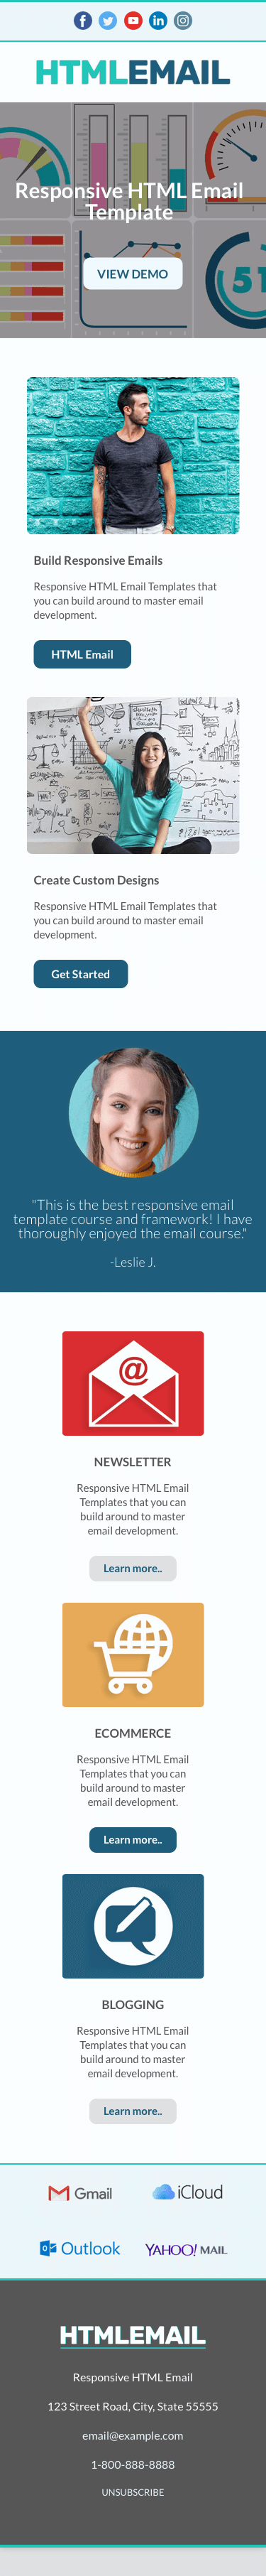 HTMLEMAIL
Responsive HTML Email
Template
VIEW DEMO
51
Build Responsive Emails
Responsive HTML Email Templates that
you can build around to master email
development.
HTML Email
Create Custom Designs
Responsive HTML Email Templates that
you can build around to master email
development.
Get Started
"This is the best responsive email
template course and framework! I have
thoroughly enjoyed the email course."
-Leslie J.
@
NEWSLETTER
Responsive HTML Email
Templates that you can
build around to master
email development.
Learn more..
ECOMMERCE
Responsive HTML Email
Templates that you can
build around to master
email development.
Learn more..
BLOGGING
Responsive HTML Email
Templates that you can
build around to master
email development.
Learn more..
Gmail iCloud
Outlook YAHOO! MAIL
HTMLEMAIL
Responsive HTML Email
123 Street Road, City, State 55555
email@example.com
1-800-888-8888
UNSUBSCRIBE